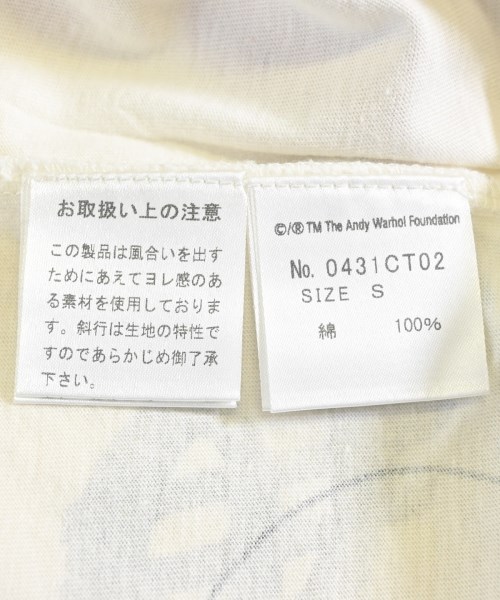 お取扱い上の注意
この製品は風合いを出す
ためにあえてヨレ感のあ
る素材を使用しておりま
す。斜行は生地の特性で
すのであらかじめ御了承
下さい。
©/® TM The Andy Warhol Foundation
No. 0431CT02
SIZE S
綿 100%